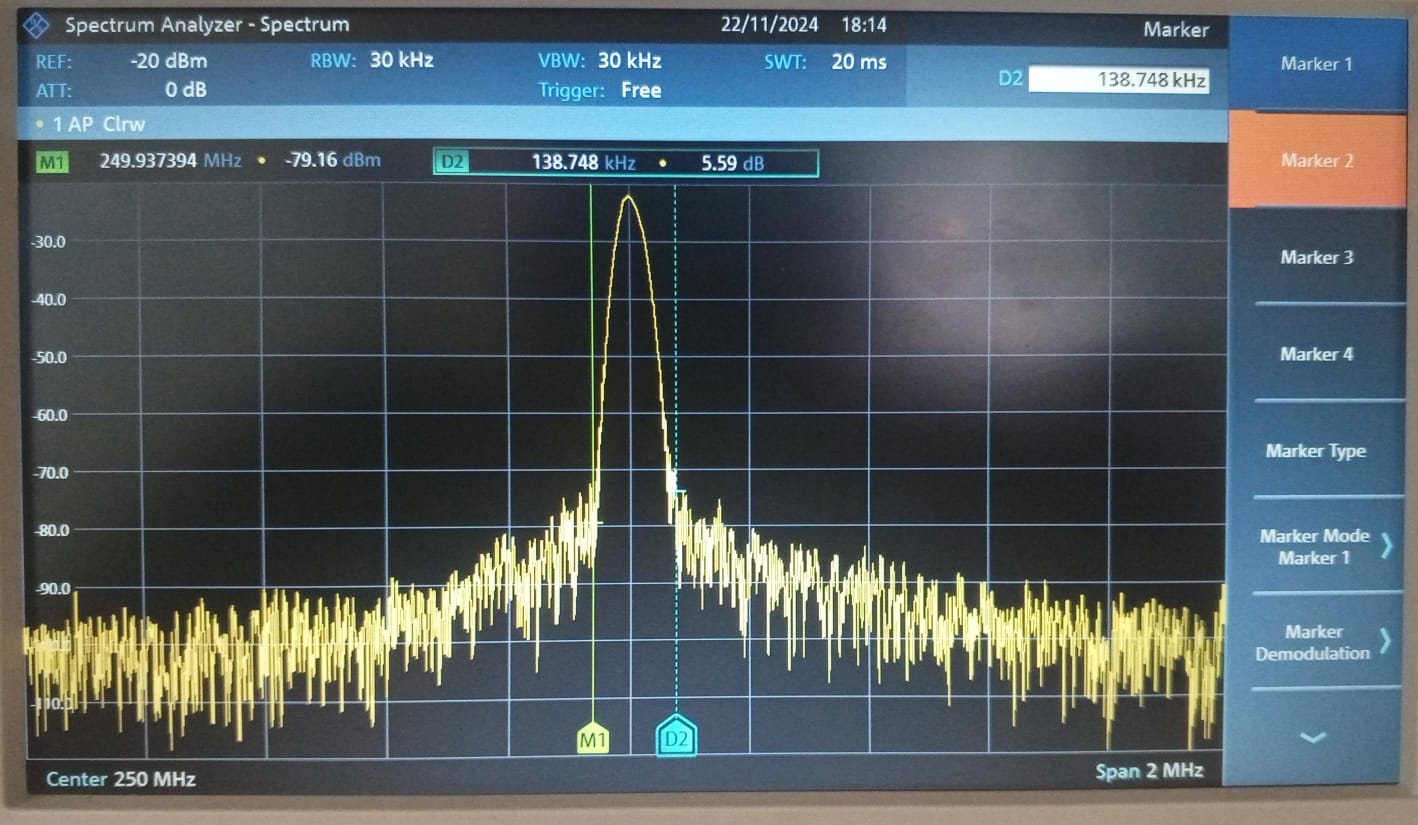 Spectrum Analyzer - Spectrum 22/11/2024 18:14 Marker
REF: -20 dBm RBW: 30 kHz VBW: 30 kHz SWT: 20 ms
ATT: 0 dB Trigger: Free
D2 138.748 kHz
• 1 AP Clrw
M1 249.937394 MHz • -79.16 dBm D2 138.748 kHz • 5.59 dB
-30.0
-40.0
-50.0
-60.0
-70.0
-80.0
-90.0
-110.0
M1 D2
Center 250 MHz Span 2 MHz
Marker 1
Marker 2
Marker 3
Marker 4
Marker Type
Marker Mode
Marker 1
Marker
Demodulation